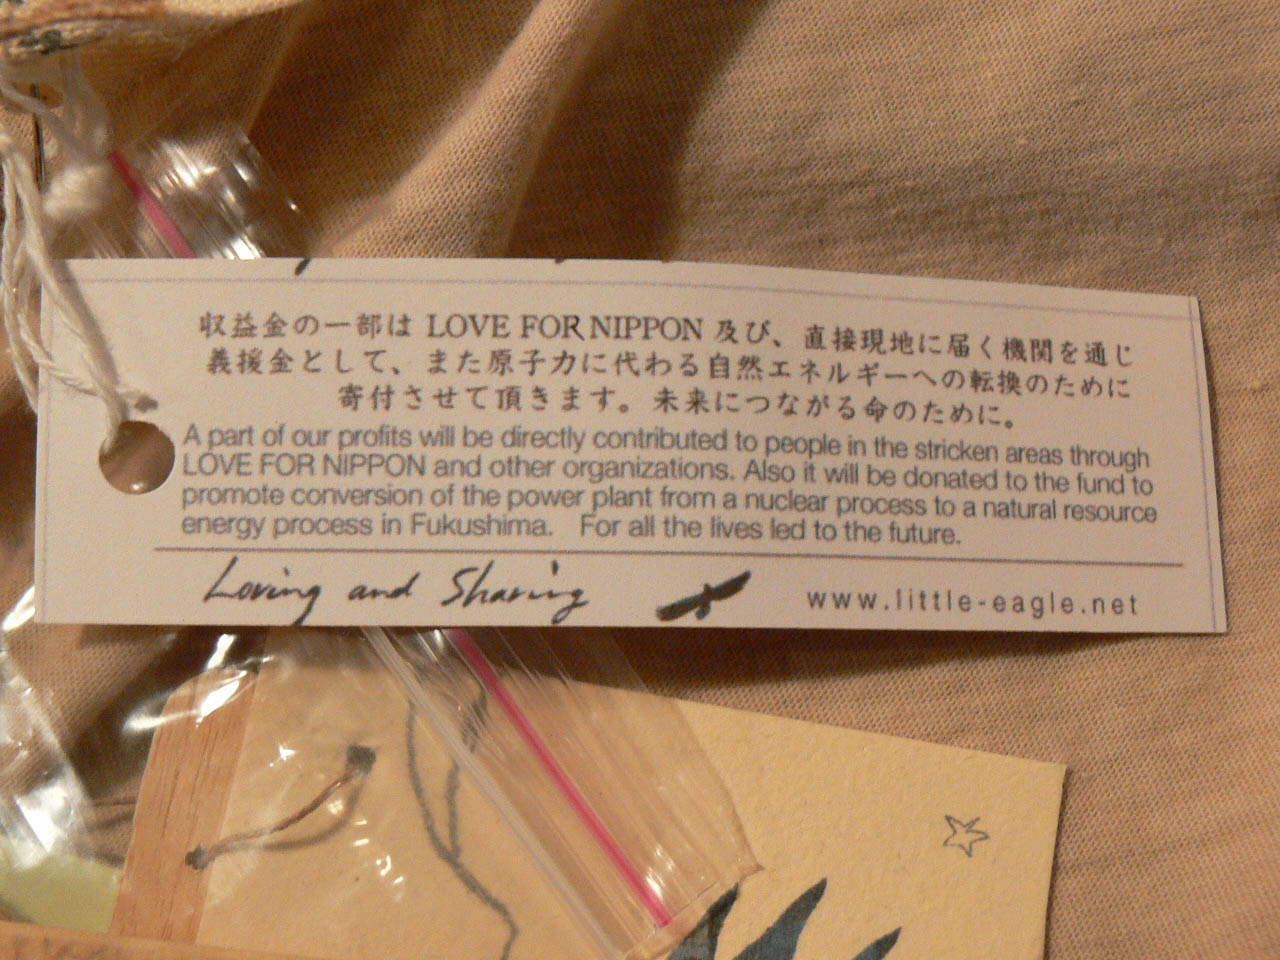 収益金の一部は LOVE FOR NIPPON 及び、直接現地に届く機関を通じ
義援金として、また原子力に代わる自然エネルギーへの転換のために
寄付させて頂きます。未来につながる命のために。
A part of our profits will be directly contributed to people in the stricken areas through
LOVE FOR NIPPON and other organizations. Also it will be donated to the fund to
promote conversion of the power plant from a nuclear process to a natural resource
energy process in Fukushima. For all the lives led to the future.
Loving and Sharing www.little-eagle.net